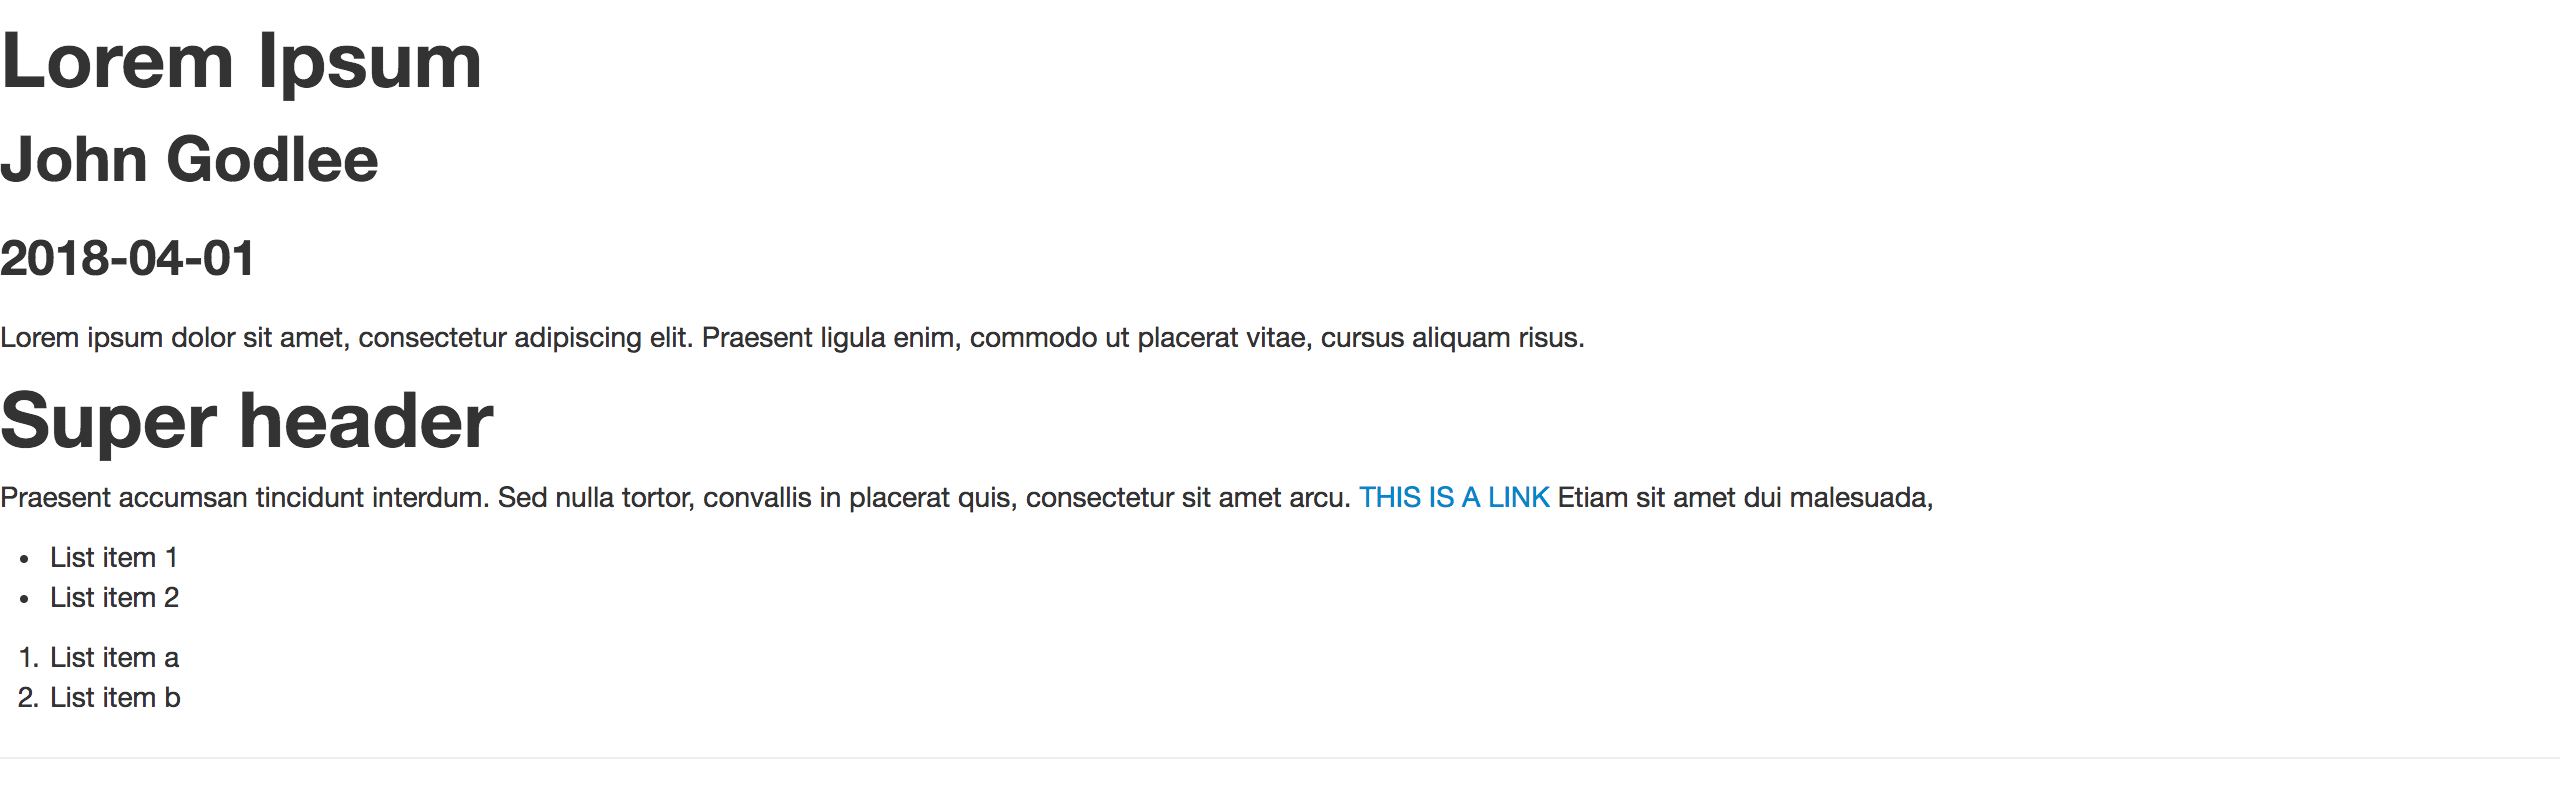 Lorem Ipsum
John Godlee
2018-04-01
Lorem ipsum dolor sit amet, consectetur adipiscing elit. Praesent ligula enim, commodo ut placerat vitae, cursus aliquam risus.
Super header
Praesent accumsan tincidunt interdum. Sed nulla tortor, convallis in placerat quis, consectetur sit amet arcu. THIS IS A LINK Etiam sit amet dui malesuada,
• List item 1
• List item 2
1. List item a
2. List item b